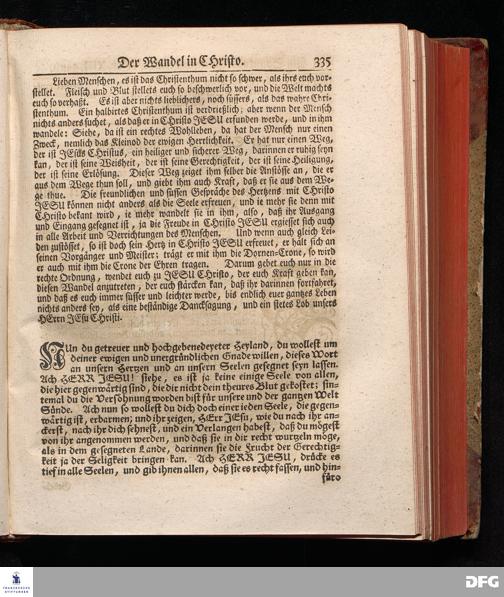 Der Wandel in CHristo. 335
Lieben Menschen, es ist das Christenthum nicht so schwer, als ihrs euch vor-
stellet. Fleisch und Blut stellets euch so beschwerlich vor, und die Welt machts
euch so verhaßt. Es ist aber nichts lieblichers, noch süssers, als das wahre Chri-
stenthum. Ein halbirtes Christenthum ist verdrießlich; aber wenn der Mensch
nichts anders suchet, als daß er in Christo JESU erfunden werde, und in ihm
wandele: Siehe, da ist ein rechtes Wohlleben, da hat der Mensch nur einen
Zweck, nemlich das Kleinod der ewigen Herrlichkeit. Er hat nur einen Weg,
der ist JEsus Christus, ein heiliger und sicherer Weg, darinnen er ruhig seyn
kan, der ist seine Weisheit, der ist seine Gerechtigkeit, der ist seine Heiligung,
der ist seine Erlösung. Dieser Weg zeiget ihm selber die Anstösse an, die er
aus dem Wege thun soll, und giebt ihm auch Kraft, daß er sie aus dem We-
ge thue. Die freundlichen und süssen Gespräche des Hertzens mit Christo
JESU können nicht anders als die Seele erfreuen, und ie mehr sie denn mit
Christo bekant wird, ie mehr wandelt sie in ihm, also, daß ihr Ausgang
und Eingang gesegnet ist, ja die Freude in Christo JESU ergiesset sich auch
in alle Arbeit und Verrichtungen des Menschen. Und wenn auch gleich Lei-
den zustösset, so ist doch sein Hertz in Christo JESU erfreuet, er hält sich an
seinen Vorgänger und Meister: trägt er mit ihm die Dornen-Crone, so wird
er auch mit ihm die Crone der Ehren tragen. Darum gehet euch nur in die
rechte Ordnung, wendet euch zu JESU Christo, der euch Kraft geben kan,
diesen Wandel anzutreten, der euch stärcken kan, daß ihr darinnen fortfahret,
und daß es euch immer süsser und leichter werde, bis endlich euer gantzes Leben
nichts anders sey, als eine beständige Dancksagung, und ein stetes Lob unsers
HErrn JEsu Christi.
NUn du getreuer und hochgebenedeyeter Heyland, du wollest um
deiner ewigen und unergründlichen Gnade willen, dieses Wort
an unsern Hertzen und an unsern Seelen gesegnet seyn lassen.
Ach HERR JESU! siehe, es ist ja keine einige Seele von allen,
die hier gegenwärtig sind, die dir nicht dein theures Blut gekostet; sin-
temal du die Versöhnung worden bist für unsere und der gantzen Welt
Sünde. Ach nun so wollest du dich doch einer ieden Seele, die gegen-
wärtig ist, erbarmen; und ihr zeigen, HErr JEsu, wie du nach ihr an-
ckerst, nach ihr dich sehnest, und ein Verlangen habest, daß du mögest
von ihr angenommen werden, und daß sie in dir recht wurzeln möge,
als in dem gesegneten Lande, darinnen sie die Frucht der Gerechtig-
keit ja der Seligkeit bringen kan. Ach HERR JESU, drücke es
tief in alle Seelen, und gib ihnen allen, daß sie es recht fassen, und hin-
füro
FRANCKESCHE
STIFTUNGEN
DFG